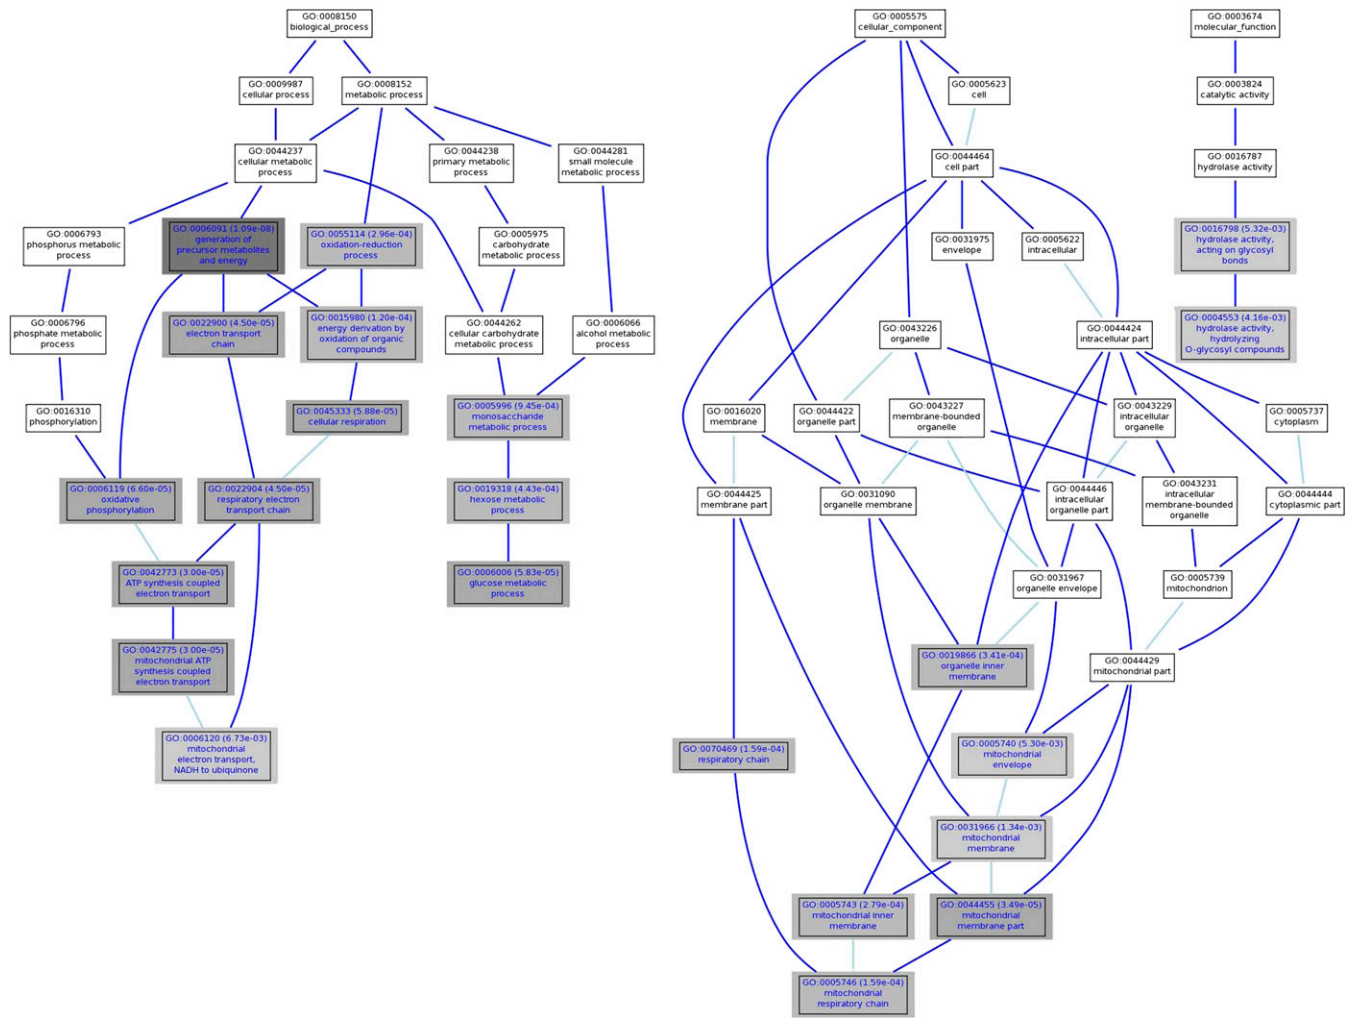 GO:0008150
biological_process
GO:0009987
cellular process
GO:0008152
metabolic process
GO:0044237
cellular metabolic
process
GO:0044238
primary metabolic
process
GO:0044281
small molecule
metabolic process
GO:0006793
phosphorus metabolic
process
GO:0006091 (1.09e-08)
generation of
precursor metabolites
and energy
GO:0055114 (2.96e-04)
oxidation-reduction
process
GO:0005975
carbohydrate
metabolic process
GO:0006796
phosphate metabolic
process
GO:0022900 (4.50e-05)
electron transport
chain
GO:0015980 (1.20e-04)
energy derivation by
oxidation of organic
compounds
GO:0044262
cellular carbohydrate
metabolic process
GO:0006066
alcohol metabolic
process
GO:0016310
phosphorylation
GO:0045333 (5.88e-05)
cellular respiration
GO:0005996 (9.45e-04)
monosaccharide
metabolic process
GO:0006119 (6.60e-05)
oxidative
phosphorylation
GO:0022904 (4.50e-05)
respiratory electron
transport chain
GO:0019318 (4.43e-04)
hexose metabolic
process
GO:0042773 (3.00e-05)
ATP synthesis coupled
electron transport
GO:0006006 (5.83e-05)
glucose metabolic
process
GO:0042775 (3.00e-05)
mitochondrial ATP
synthesis coupled
electron transport
GO:0006120 (6.73e-03)
mitochondrial
electron transport,
NADH to ubiquinone
GO:0005575
cellular_component
GO:0005623
cell
GO:0044464
cell part
GO:0031975
envelope
GO:0005622
intracellular
GO:0043226
organelle
GO:0044424
intracellular part
GO:0016020
membrane
GO:0044422
organelle part
GO:0043227
membrane-bounded
organelle
GO:0043229
intracellular
organelle
GO:0005737
cytoplasm
GO:0044425
membrane part
GO:0031090
organelle membrane
GO:0044446
intracellular
organelle part
GO:0043231
intracellular
membrane-bounded
organelle
GO:0044444
cytoplasmic part
GO:0031967
organelle envelope
GO:0005739
mitochondrion
GO:0019866 (3.41e-04)
organelle inner
membrane
GO:0044429
mitochondrial part
GO:0070469 (1.59e-04)
respiratory chain
GO:0005740 (5.30e-03)
mitochondrial
envelope
GO:0031966 (1.34e-03)
mitochondrial
membrane
GO:0005743 (2.79e-04)
mitochondrial inner
membrane
GO:0044455 (3.49e-05)
mitochondrial
membrane part
GO:0005746 (1.59e-04)
mitochondrial
respiratory chain
GO:0003674
molecular_function
GO:0003824
catalytic activity
GO:0016787
hydrolase activity
GO:0016798 (5.32e-03)
hydrolase activity,
acting on glycosyl
bonds
GO:0004553 (4.16e-03)
hydrolase activity,
hydrolyzing
O-glycosyl compounds